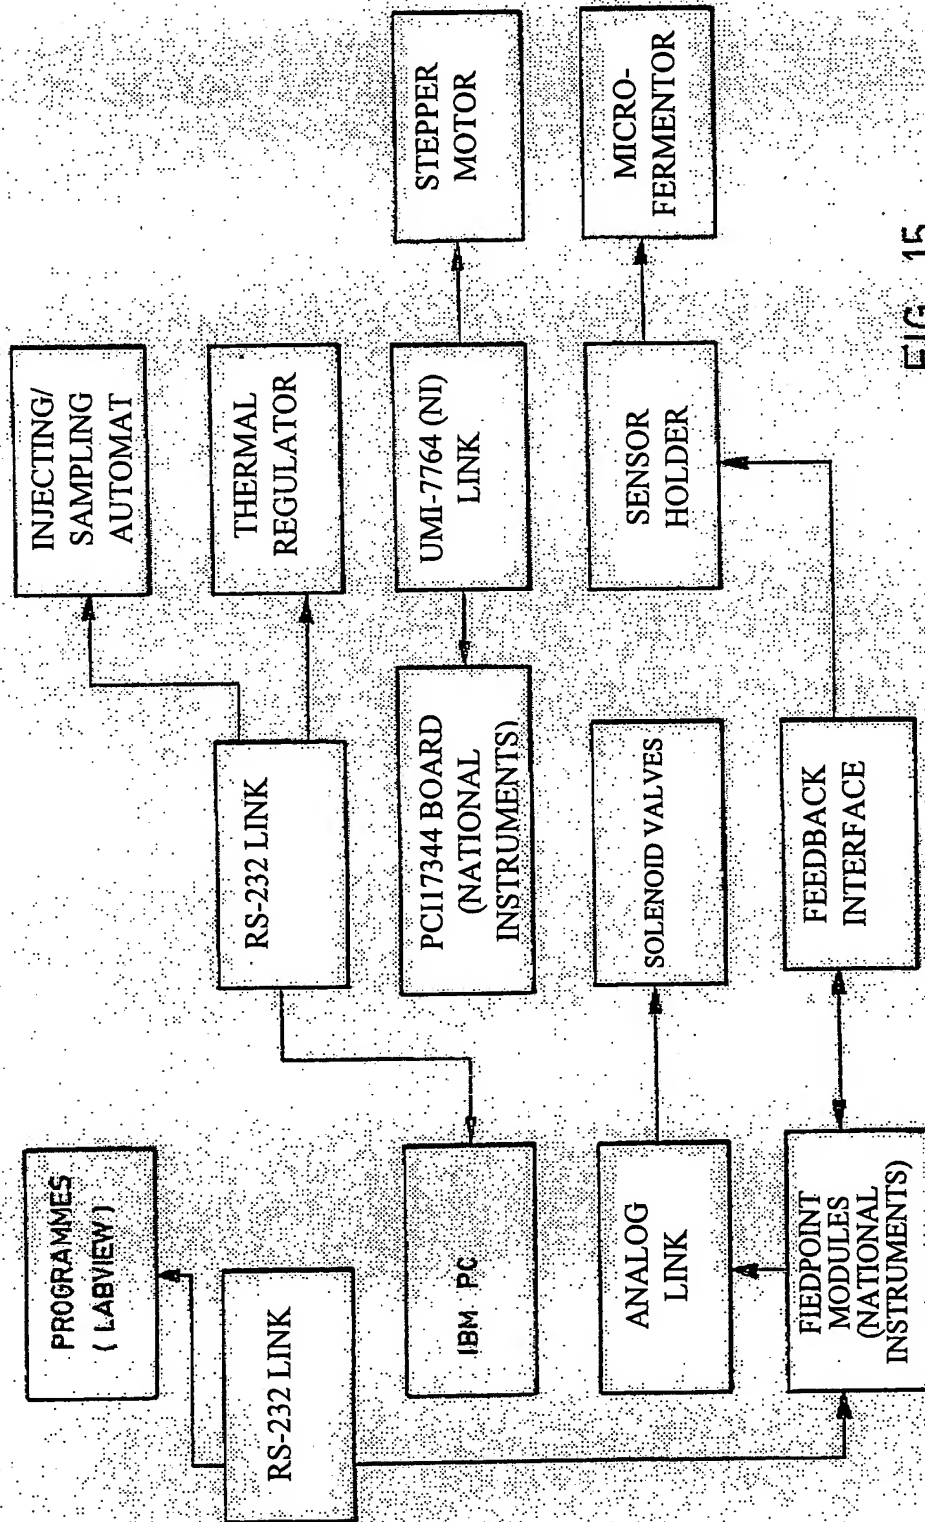 PROGRAMMES
( LABVIEW )
INJECTING/
SAMPLING
AUTOMAT
RS-232 LINK
RS-232 LINK
THERMAL
REGULATOR
IBM PC
PCI17344 BOARD
(NATIONAL
INSTRUMENTS)
UMI-7764 (NI)
LINK
STEPPER
MOTOR
ANALOG
LINK
SOLENOID VALVES
SENSOR
HOLDER
MICRO-
FERMENTOR
FIEDPOINT
MODULES
(NATIONAL
INSTRUMENTS)
FEEDBACK
INTERFACE
FIG. 15